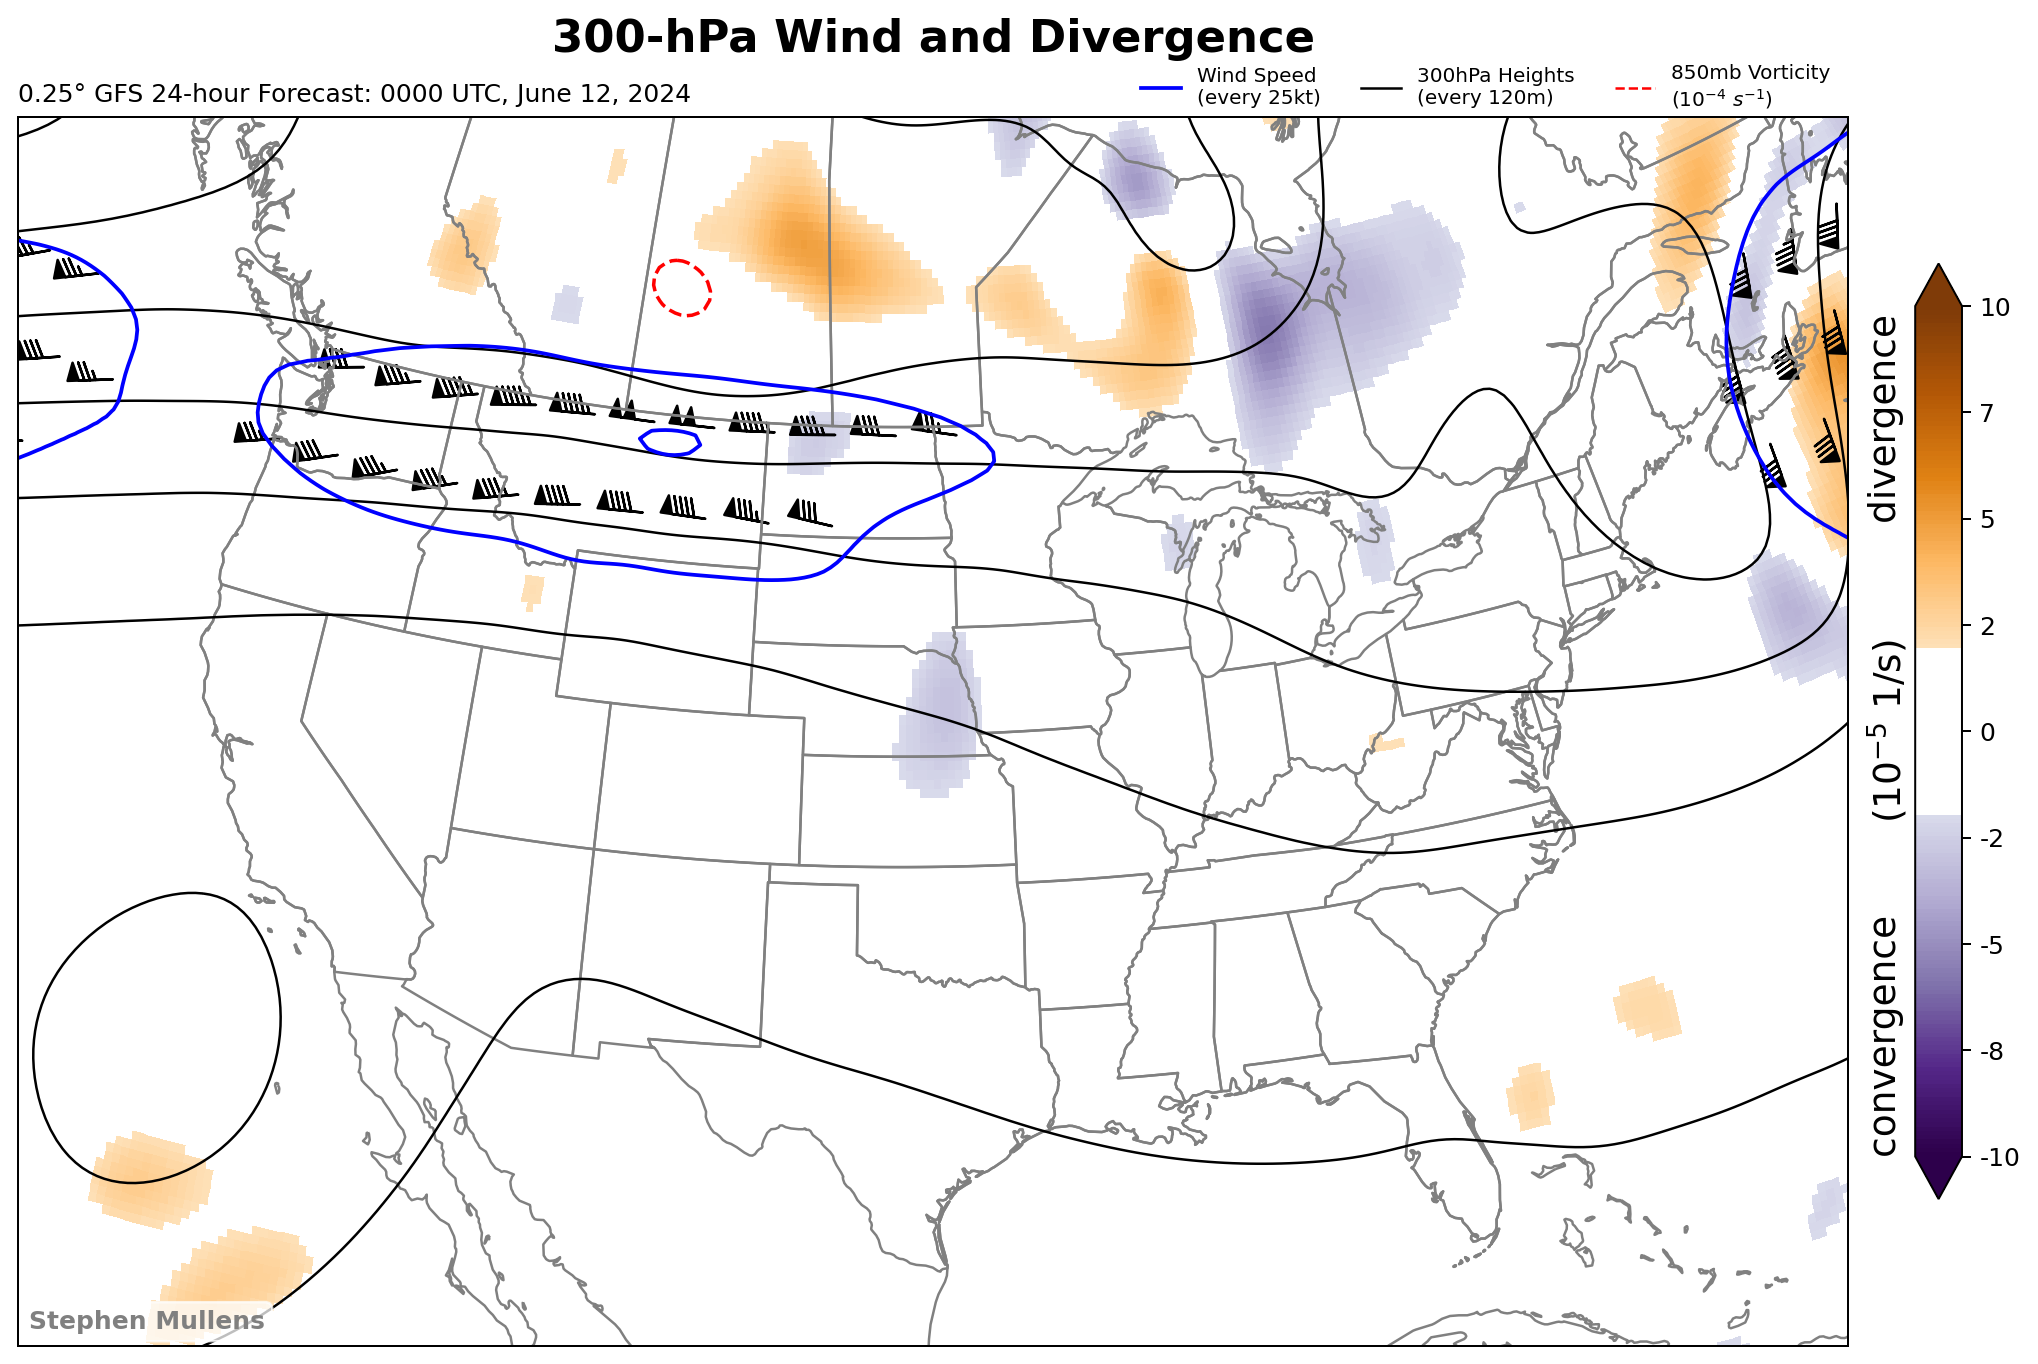 300-hPa Wind and Divergence
0.25° GFS 24-hour Forecast: 0000 UTC, June 12, 2024
Wind Speed
(every 25kt)
300hPa Heights
(every 120m)
850mb Vorticity
(10⁻⁴ s⁻¹)
10
7
5
2
0
-2
-5
-8
-10
convergence (10⁻⁵ 1/s) divergence
Stephen Mullens